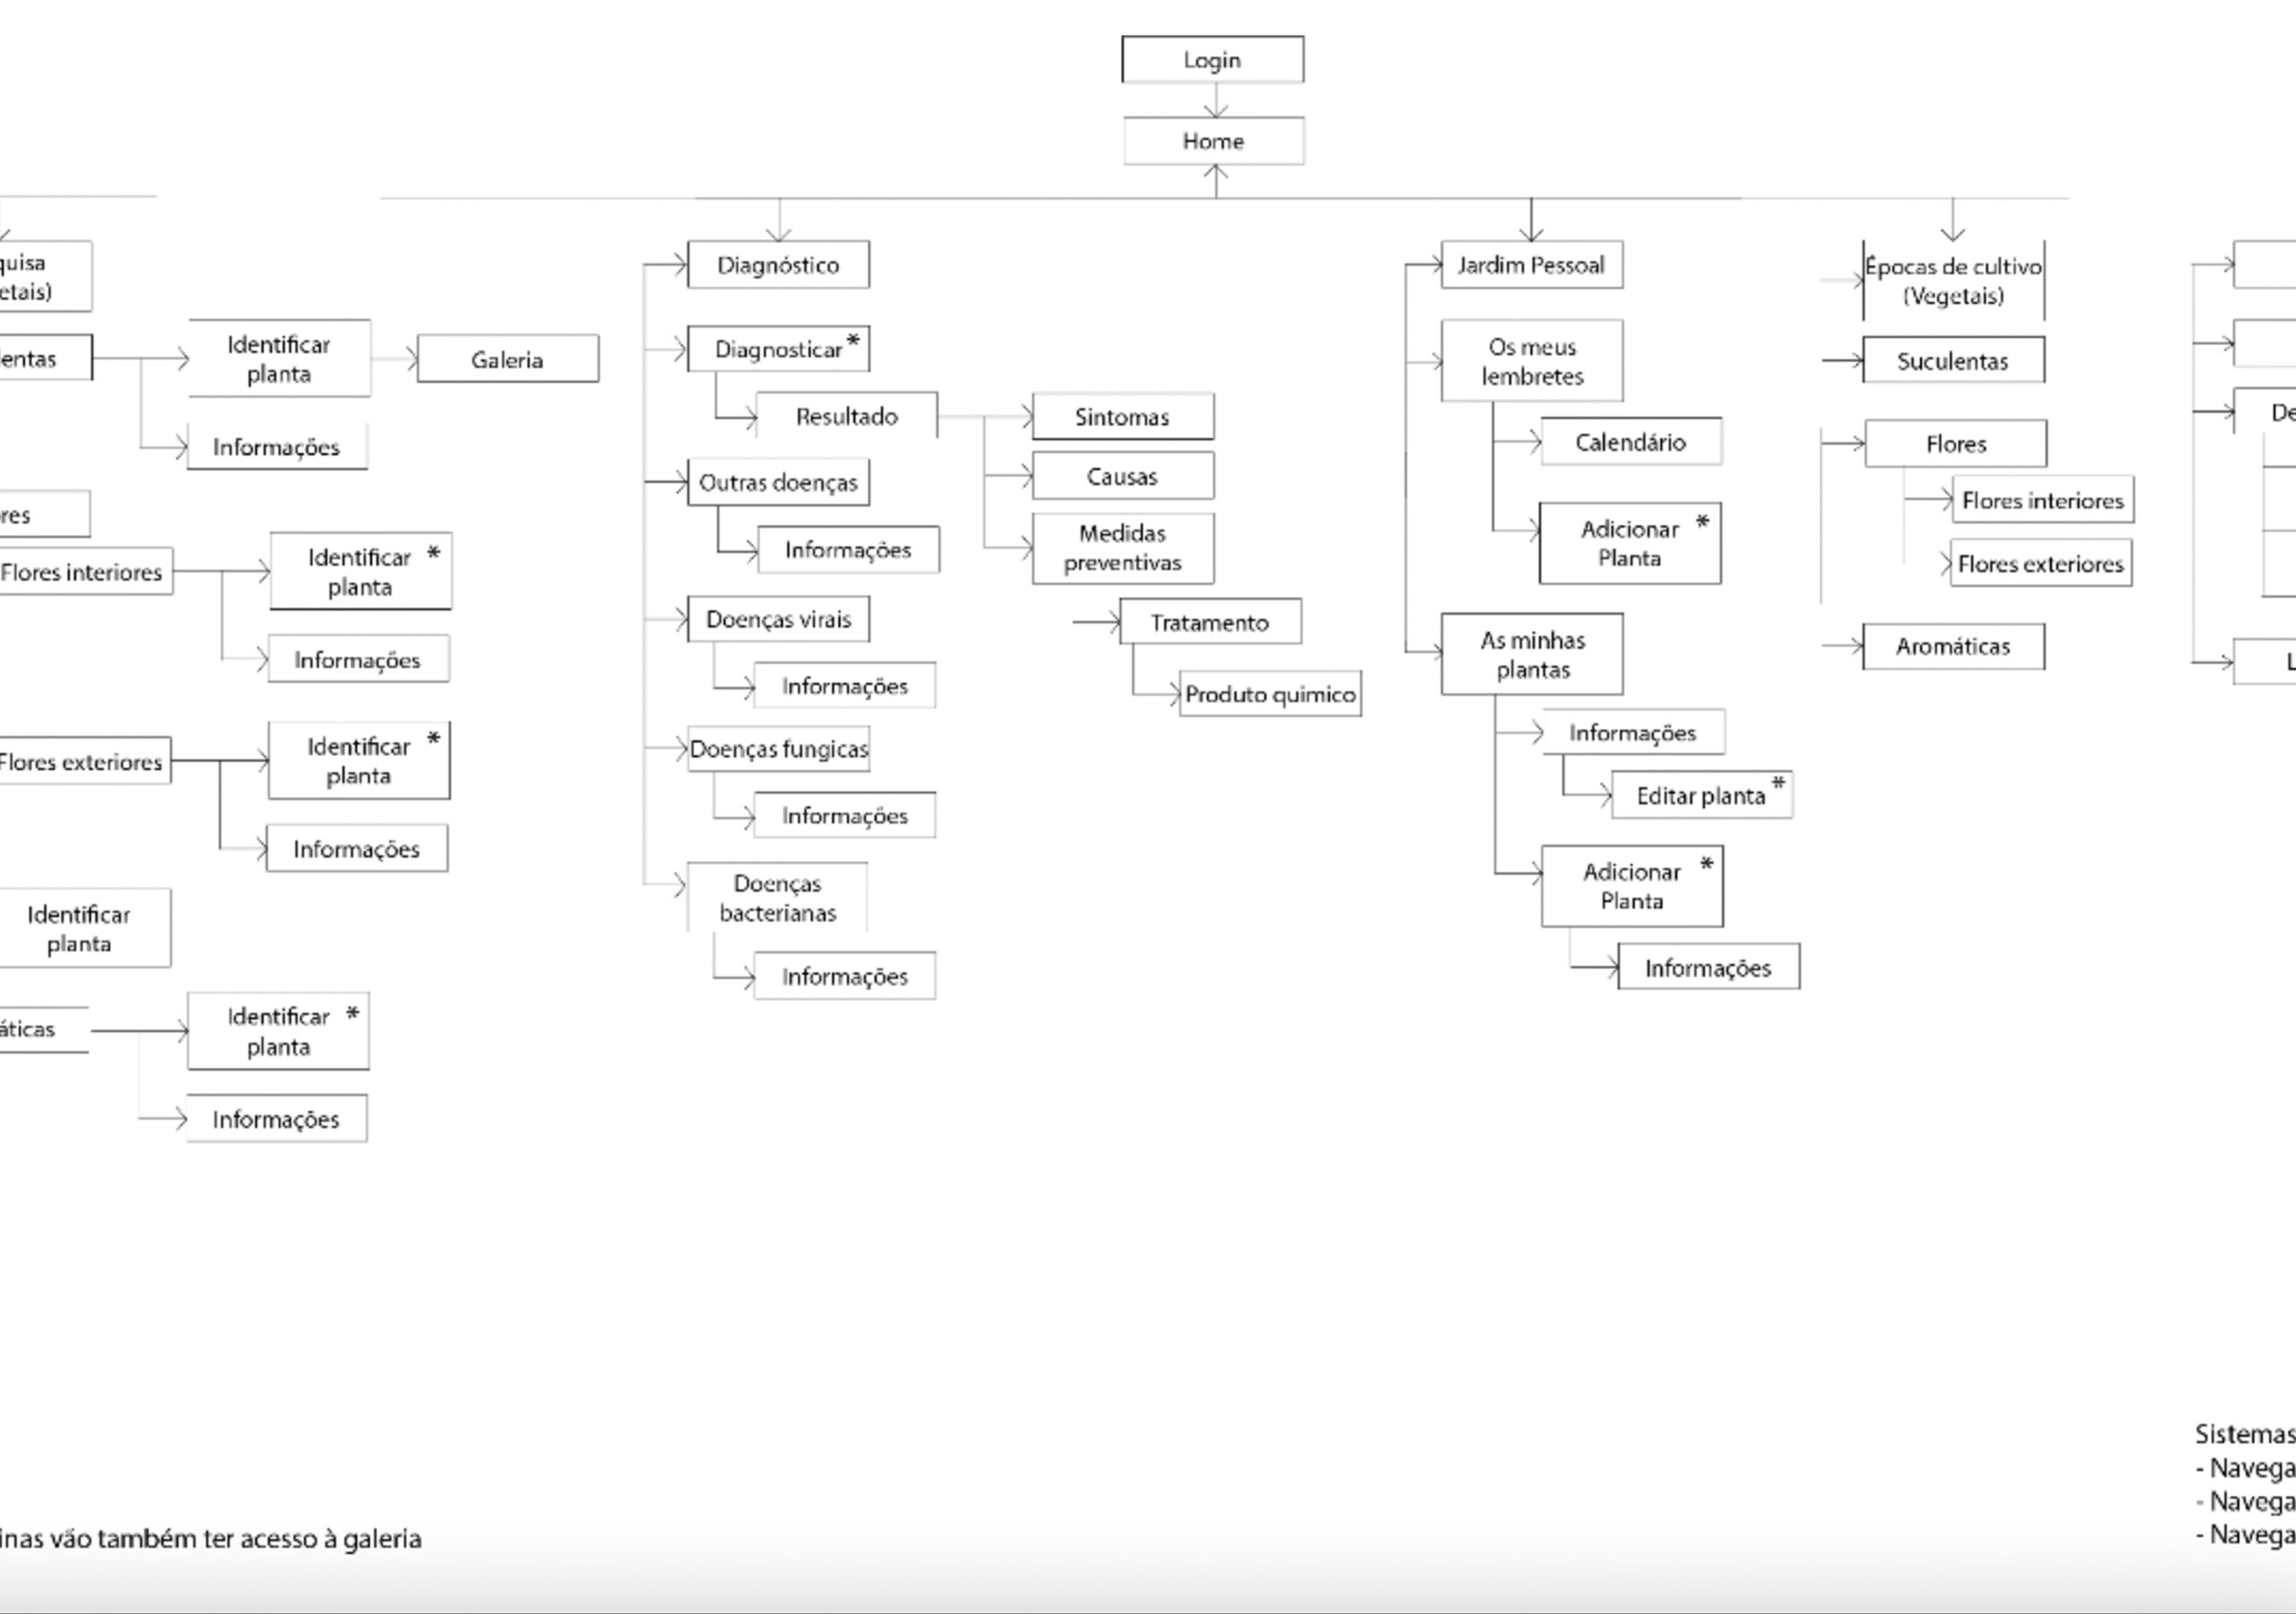 Login
Home
quisa
etais)
entas
Identificar
planta
Galeria
Informações
res
Flores interiores
Identificar *
planta
Informações
Flores exteriores
Identificar *
planta
Informações
Identificar
planta
áticas
Identificar *
planta
Informações
Diagnóstico
Diagnosticar *
Resultado
Sintomas
Causas
Medidas
preventivas
Tratamento
Produto quimico
Outras doenças
Informações
Doenças virais
Informações
Doenças fungicas
Informações
Doenças
bacterianas
Informações
Jardim Pessoal
Os meus
lembretes
Calendário
Adicionar *
Planta
As minhas
plantas
Informações
Editar planta *
Adicionar *
Planta
Informações
Épocas de cultivo
(Vegetais)
Suculentas
Flores
Flores interiores
Flores exteriores
Aromáticas
De
L
inas vão também ter acesso à galeria
Sistemas
- Navega
- Navega
- Navega